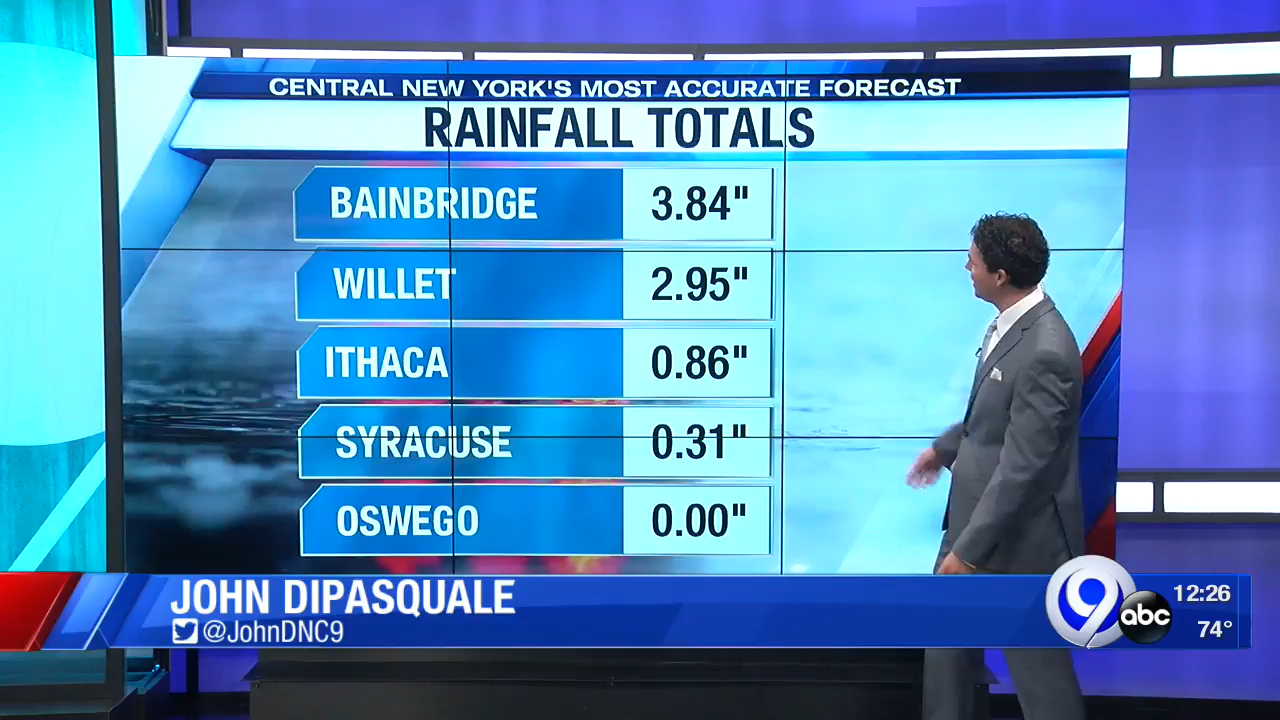 CENTRAL NEW YORK'S MOST ACCURATE FORECAST
RAINFALL TOTALS
BAINBRIDGE 3.84"
WILLET 2.95"
ITHACA 0.86"
SYRACUSE 0.31"
OSWEGO 0.00"
JOHN DIPASQUALE
@JohnDNC9
9 abc
12:26
74°